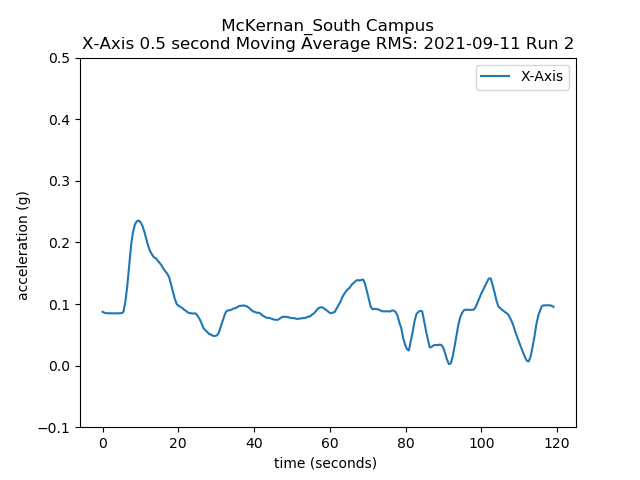 McKernan_South Campus
X-Axis 0.5 second Moving Average RMS: 2021-09-11 Run 2
X-Axis
0.5
0.4
0.3
0.2
0.1
0.0
−0.1
acceleration (g)
0 20 40 60 80 100 120
time (seconds)